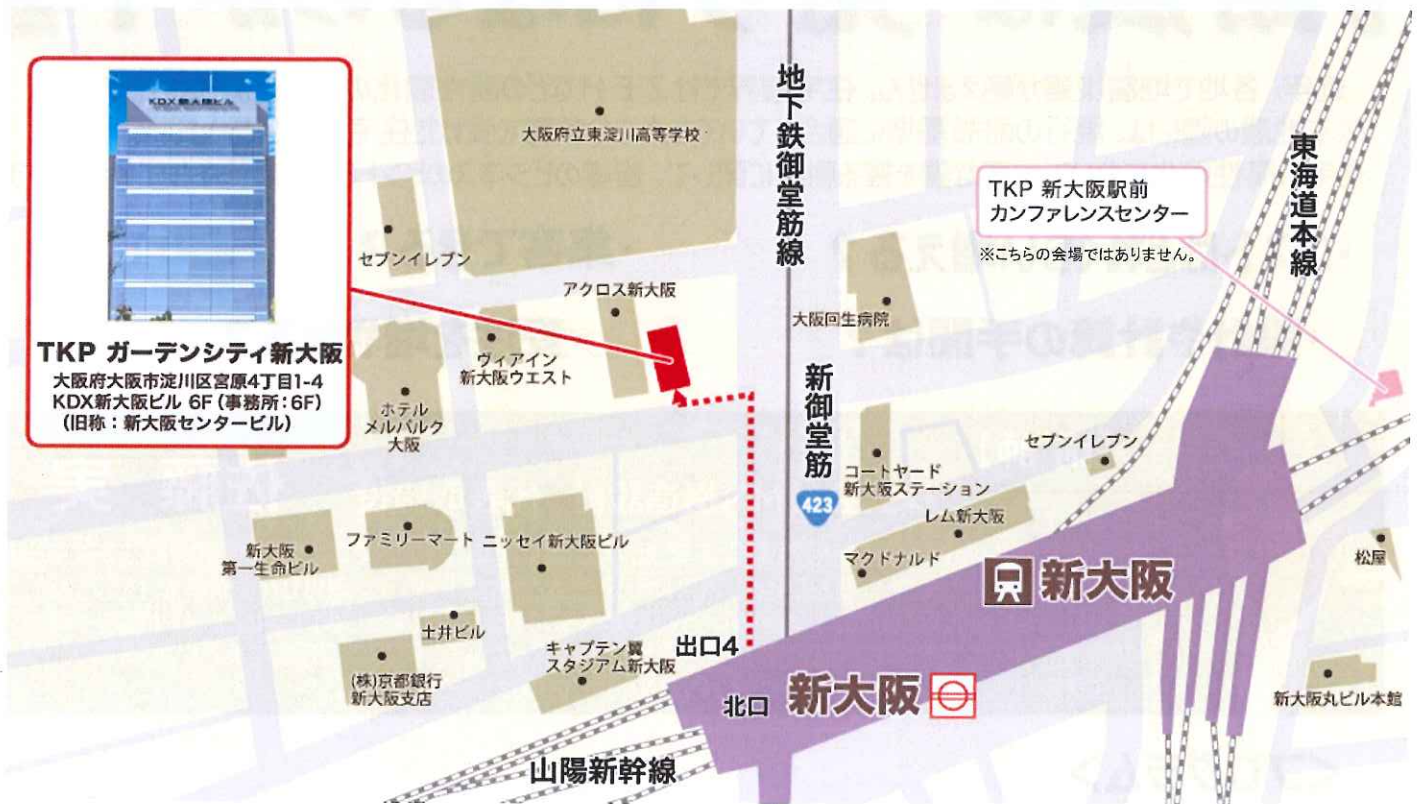 KDX新大阪ビル
TKP ガーデンシティ新大阪
大阪府大阪市淀川区宮原4丁目1-4
KDX新大阪ビル 6F (事務所：6F)
(旧称：新大阪センタービル)
大阪府立東淀川高等学校
地下鉄御堂筋線
東海道本線
TKP 新大阪駅前
カンファレンスセンター
※こちらの会場ではありません。
セブンイレブン
アクロス新大阪
大阪回生病院
ヴィアイン
新大阪ウエスト
新御堂筋
423
ホテル
メルパルク
大阪
セブンイレブン
コートヤード
新大阪ステーション
レム新大阪
マクドナルド
新大阪
第一生命ビル
ファミリーマート
ニッセイ新大阪ビル
新大阪
松屋
土井ビル
出口4
キャプテン翼
スタジアム新大阪
(株)京都銀行
新大阪支店
北口
新大阪
新大阪丸ビル本館
山陽新幹線